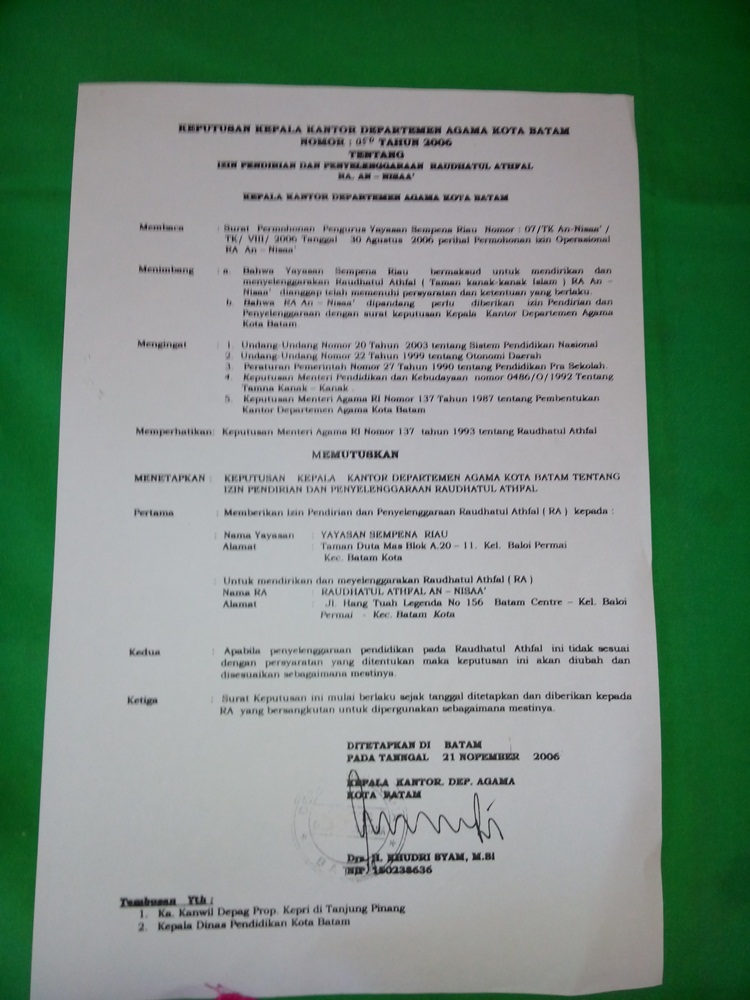 KEPUTUSAN KEPALA KANTOR DEPARTEMEN AGAMA KOTA BATAM
NOMOR : TAHUN 2006
TENTANG
IZIN PENDIRIAN DAN PENYELENGGARAAN RAUDHATUL ATHFAL
RA. AN – NISAA'
KEPALA KANTOR DEPARTEMEN AGAMA KOTA BATAM
Membaca : Surat Permohonan Pengurus Yayasan Sempena Riau Nomor : 07/TK An-Nisaa' /
TK/ VIII/ 2006 Tanggal 30 Agustus 2006 perihal Permohonan izin Operasional
RA An – Nisaa'
Menimbang : a. Bahwa Yayasan Sempena Riau bermaksud untuk mendirikan dan
menyelenggarakan Raudhatul Athfal ( Taman kanak-kanak Islam ) RA An –
Nisaa' dianggap telah memenuhi persyaratan dan ketentuan yang berlaku.
b. Bahwa RA An – Nisaa' dipandang perlu diberikan izin Pendirian dan
Penyelenggaraan dengan surat keputusan Kepala Kantor Departemen Agama
Kota Batam
Mengingat : 1. Undang-Undang Nomor 20 Tahun 2003 tentang Sistem Pendidikan Nasional
2. Undang-Undang Nomor 22 Tahun 1999 tentang Otonomi Daerah
3. Peraturan Pemerintah Nomor 27 Tahun 1990 tentang Pendidikan Pra Sekolah.
4. Keputusan Menteri Pendidikan dan Kebudayaan nomor 0486/O/1992 Tentang
Tamna Kanak – Kanak .
5. Keputusan Menteri Agama RI Nomor 137 Tahun 1987 tentang Pembentukan
Kantor Departemen Agama Kota Batam
Memperhatikan: Keputusan Menteri Agama RI Nomor 137 tahun 1993 tentang Raudhatul Athfal
MEMUTUSKAN
MENETAPKAN : KEPUTUSAN KEPALA KANTOR DEPARTEMEN AGAMA KOTA BATAM TENTANG
IZIN PENDIRIAN DAN PENYELENGGARAAN RAUDHATUL ATHFAL
Pertama : Memberikan Izin Pendirian dan Penyelenggaraan Raudhatul Athfal ( RA ) kepada :
: Nama Yayasan : YAYASAN SEMPENA RIAU
Alamat : Taman Duta Mas Blok A.20 – 11. Kel. Baloi Permai
Kec. Batam Kota
: Untuk mendirikan dan meyelenggarakan Raudhatul Athfal ( RA )
Nama RA : RAUDHATUL ATHFAL AN – NISAA'
Alamat : Jl. Hang Tuah Legenda No 156 Batam Centre – Kel. Baloi
Permai - Kec. Batam Kota
Kedua : Apabila penyelenggaraan pendidikan pada Raudhatul Athfal ini tidak sesuai
dengan persyaratan yang ditentukan maka keputusan ini akan diubah dan
disesuaikan sebagaimana mestinya.
Ketiga : Surat Keputusan ini mulai berlaku sejak tanggal ditetapkan dan diberikan kepada
RA yang bersangkutan untuk dipergunakan sebagaimana mestinya.
DITETAPKAN DI BATAM
PADA TANNGAL 21 NOPEMBER 2006
KEPALA KANTOR. DEP. AGAMA
KOTA BATAM
Drs. H. KHUDRI SYAM, M.Si
NIP 150238636
Tembusan Yth :
1. Ka. Kanwil Depag Prop. Kepri di Tanjung Pinang
2. Kepala Dinas Pendidikan Kota Batam